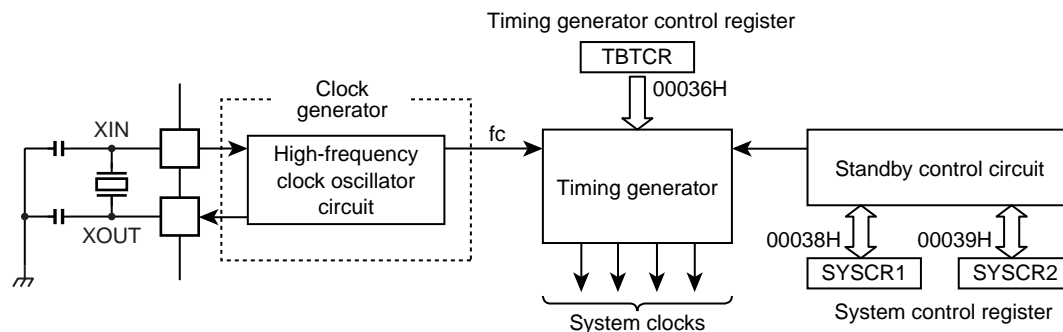 Timing generator control register
TBTCR
00036H
Clock
generator
XIN
fc
High-frequency
clock oscillator
circuit
Timing generator
Standby control circuit
XOUT
00038H
00039H
SYSCR1
SYSCR2
System clocks
System control register